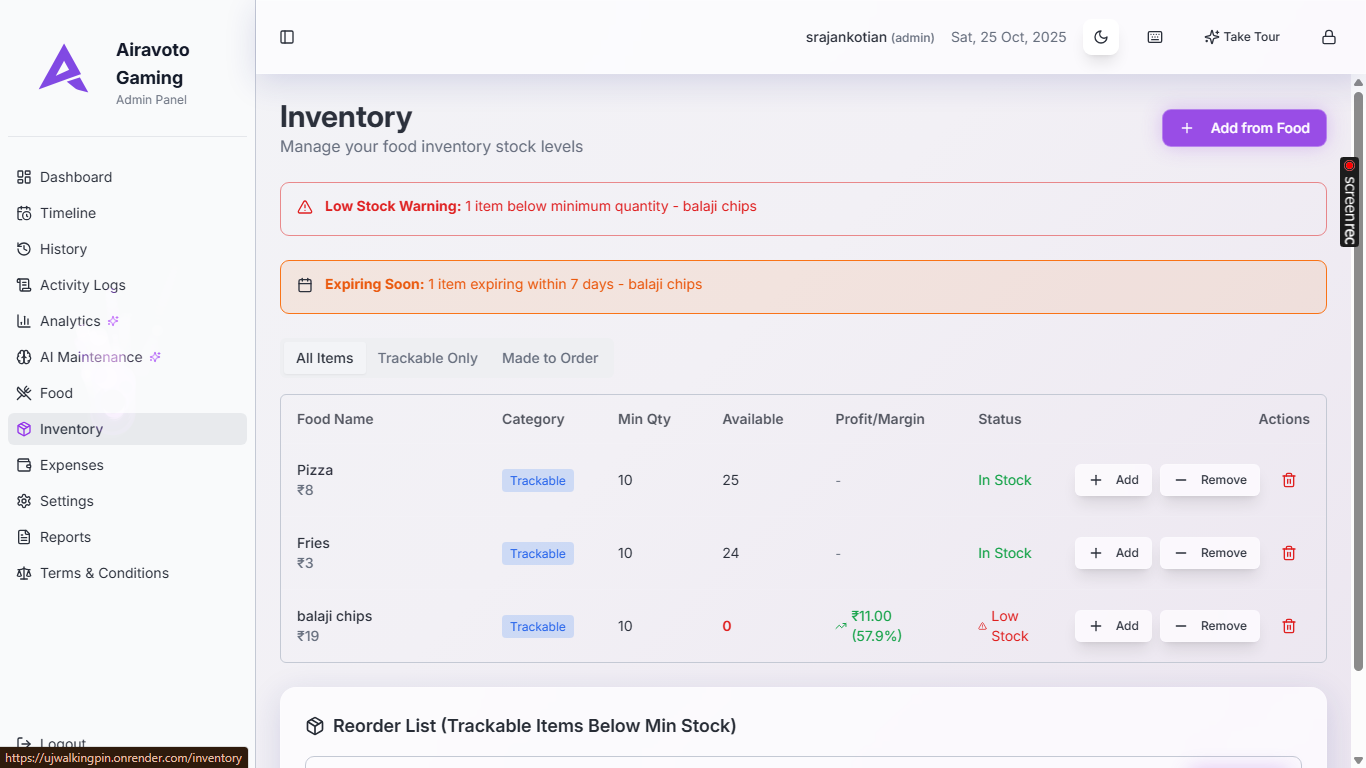 Airavoto
Gaming
Admin Panel
Dashboard
Timeline
History
Activity Logs
Analytics
AI Maintenance
Food
Inventory
Expenses
Settings
Reports
Terms & Conditions
Logout
https://ujwalkingpin.onrender.com/inventory
srajankotian (admin) Sat, 25 Oct, 2025 Take Tour
Inventory
Manage your food inventory stock levels
+ Add from Food
screenrec
Low Stock Warning: 1 item below minimum quantity - balaji chips
Expiring Soon: 1 item expiring within 7 days - balaji chips
All Items Trackable Only Made to Order
Food Name Category Min Qty Available Profit/Margin Status Actions
Pizza
₹8
Trackable 10 25 - In Stock + Add − Remove
Fries
₹3
Trackable 10 24 - In Stock + Add − Remove
balaji chips
₹19
Trackable 10 0 ₹11.00
(57.9%)
Low
Stock
+ Add − Remove
Reorder List (Trackable Items Below Min Stock)